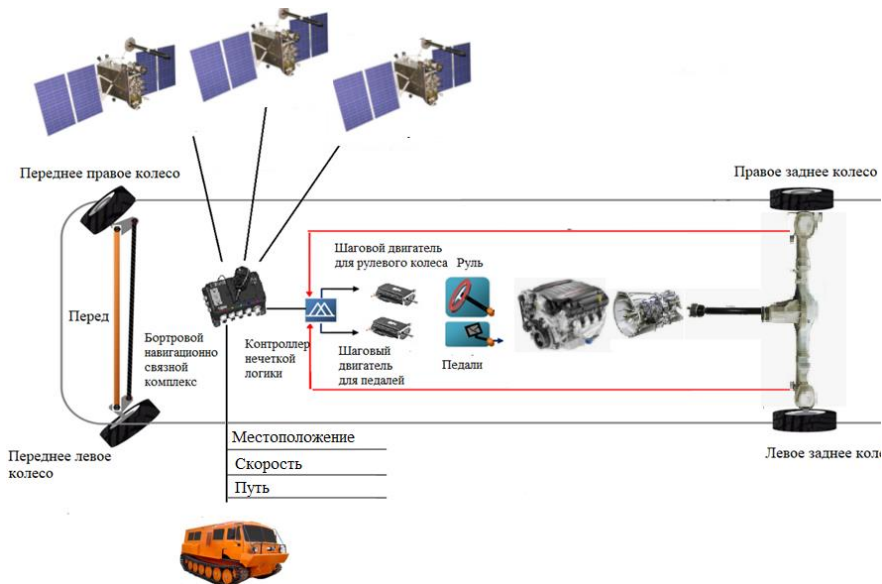 Переднее правое колесо
Правое заднее колесо
Шаговой двигатель
для рулевого колеса
Руль
Перед
Бортровой
навигационно
связной
комплекс
Контроллер
нечеткой
логики
Шаговый
двигатель
для педалей
Педали
Переднее левое
колесо
Местоположение
Скорость
Путь
Левое заднее коле